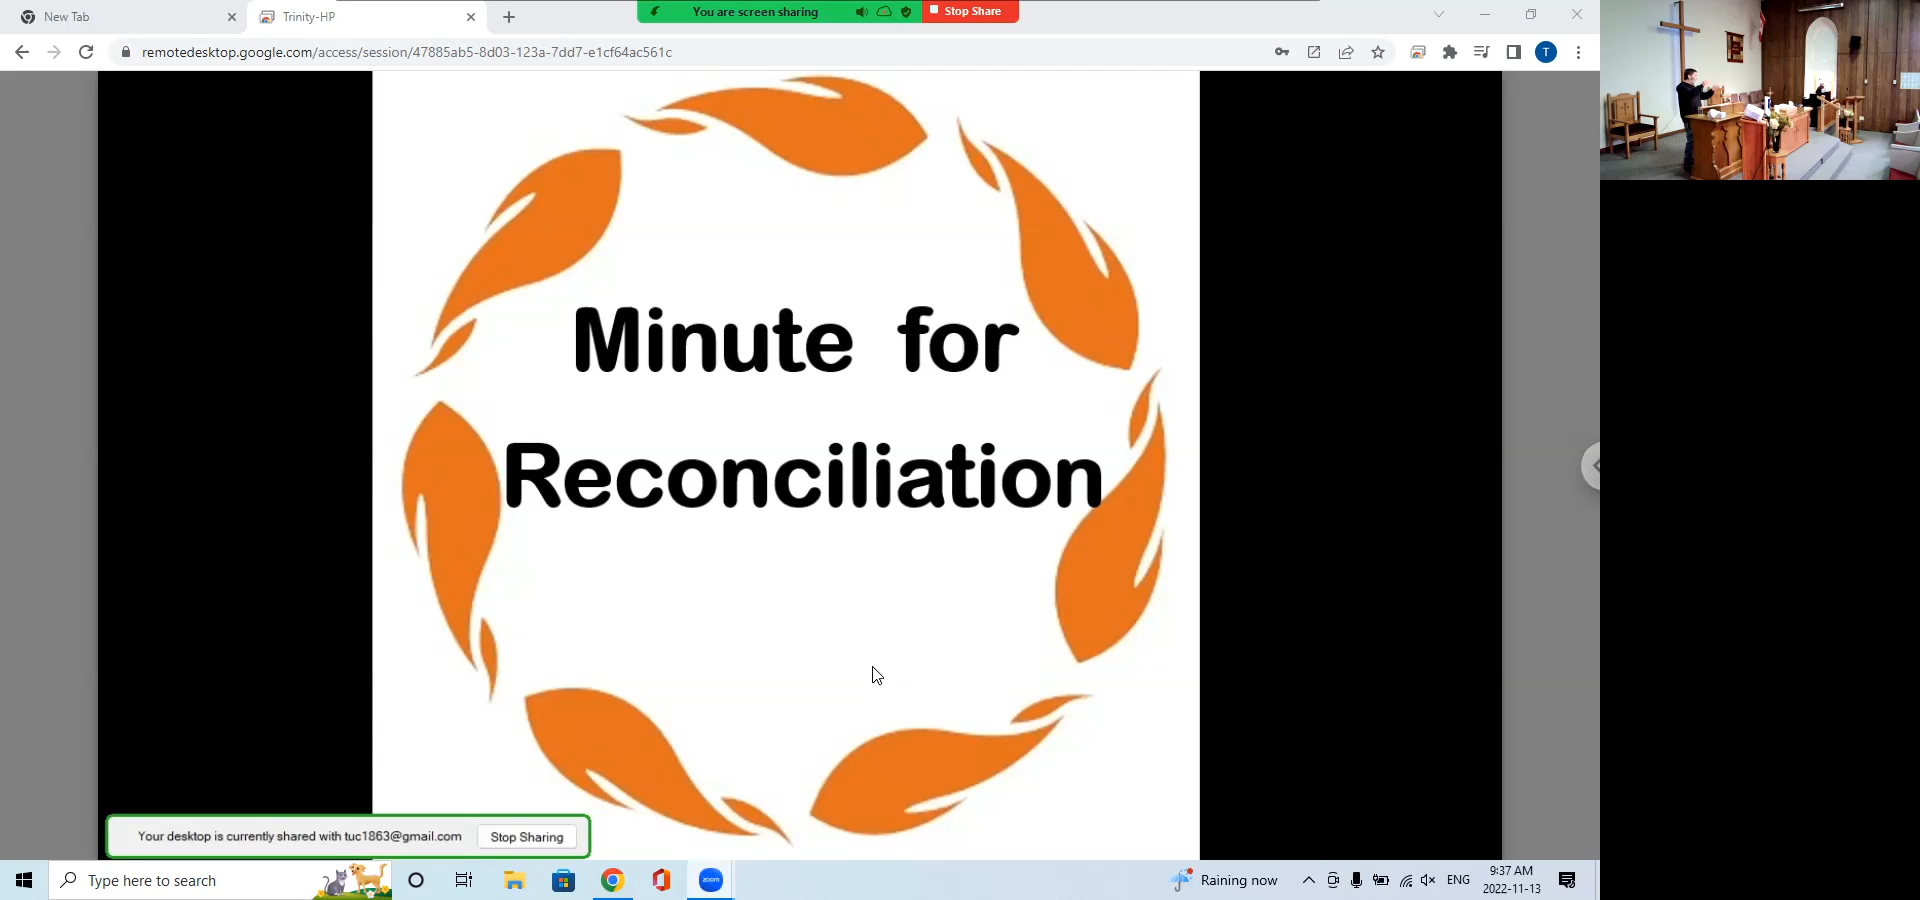 New Tab
Trinity-HP
You are screen sharing
Stop Share
remotedesktop.google.com/access/session/47885ab5-8d03-123a-7dd7-e1cf64ac561c
T
Minute for
Reconciliation
Your desktop is currently shared with tuc1863@gmail.com
Stop Sharing
Type here to search
zoom
Raining now
ENG
9:37 AM
2022-11-13